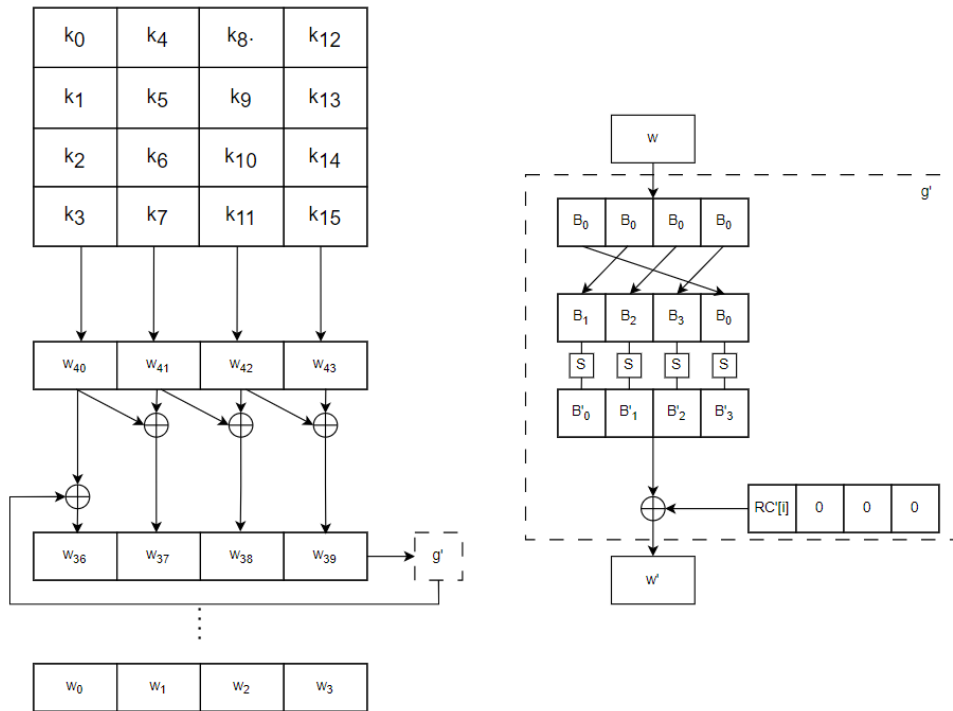 k0 k4 k8. k12
k1 k5 k9 k13
k2 k6 k10 k14
k3 k7 k11 k15
w40 w41 w42 w43
w36 w37 w38 w39 g'
w0 w1 w2 w3
w
g'
B0 B0 B0 B0
B1 B2 B3 B0
S S S S
B'0 B'1 B'2 B'3
RC'[i] 0 0 0
w'